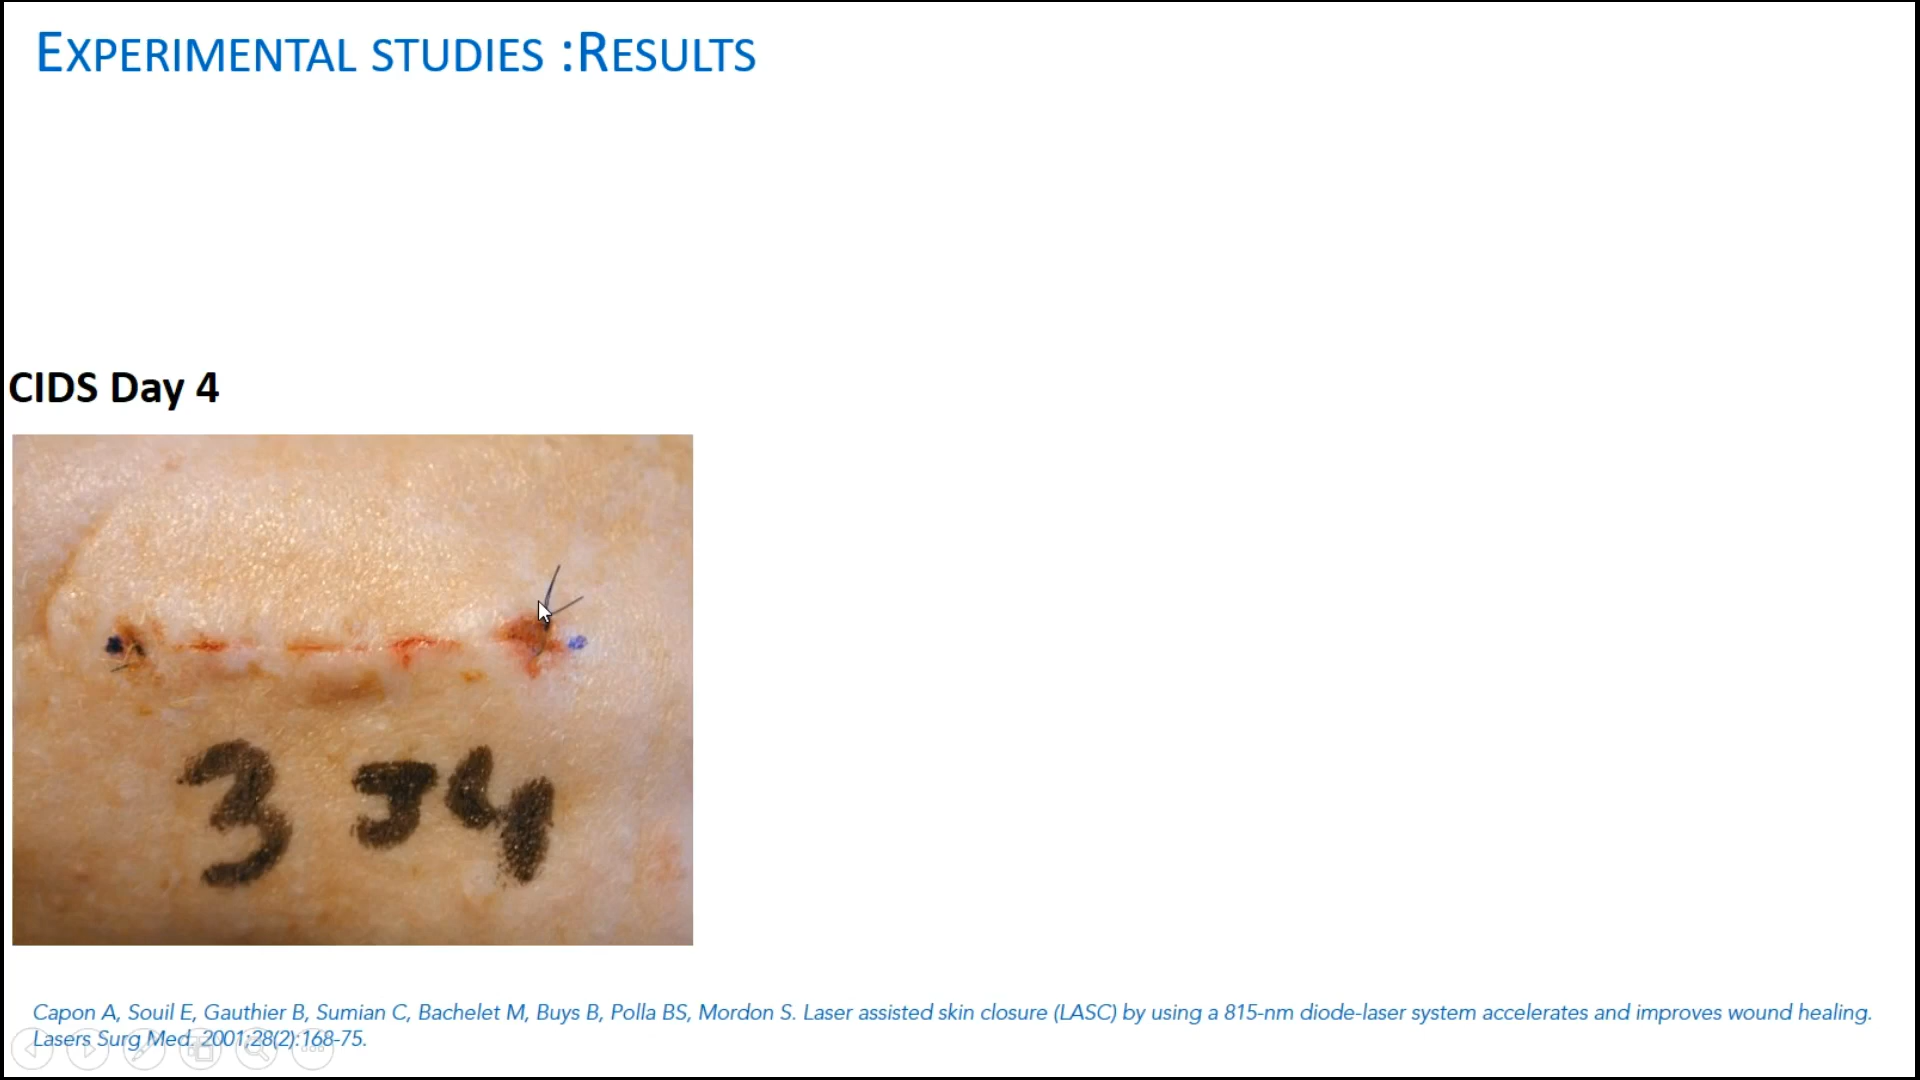 EXPERIMENTAL STUDIES :RESULTS
CIDS Day 4
3 J4
Capon A, Souil E, Gauthier B, Sumian C, Bachelet M, Buys B, Polla BS, Mordon S. Laser assisted skin closure (LASC) by using a 815-nm diode-laser system accelerates and improves wound healing.
Lasers Surg Med. 2001;28(2):168-75.